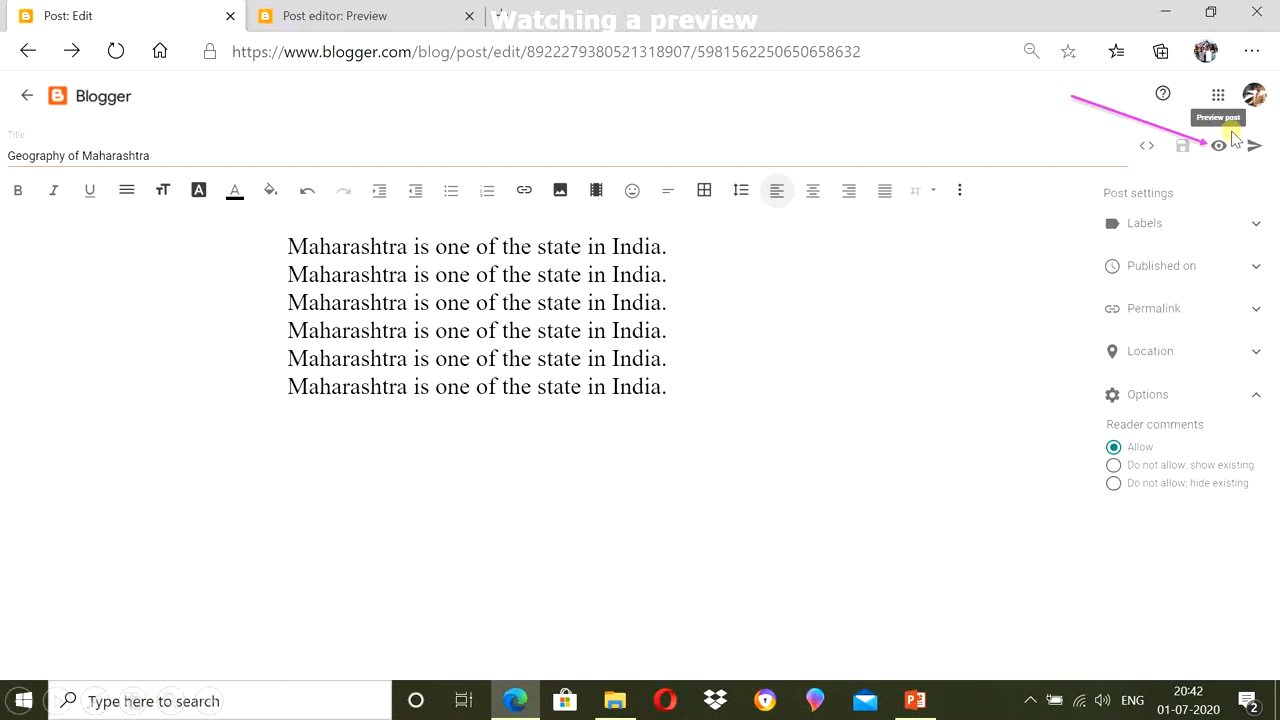 Watching a preview
Post: Edit
Post editor: Preview
https://www.blogger.com/blog/post/edit/8922279380521318907/5981562250650658632
Blogger
Preview post
Title
Geography of Maharashtra
Post settings
Maharashtra is one of the state in India.
Maharashtra is one of the state in India.
Maharashtra is one of the state in India.
Maharashtra is one of the state in India.
Maharashtra is one of the state in India.
Maharashtra is one of the state in India.
Labels
Published on
Permalink
Location
Options
Reader comments
Allow
Do not allow; show existing
Do not allow; hide existing
Type here to search
ENG
20:42
01-07-2020
2